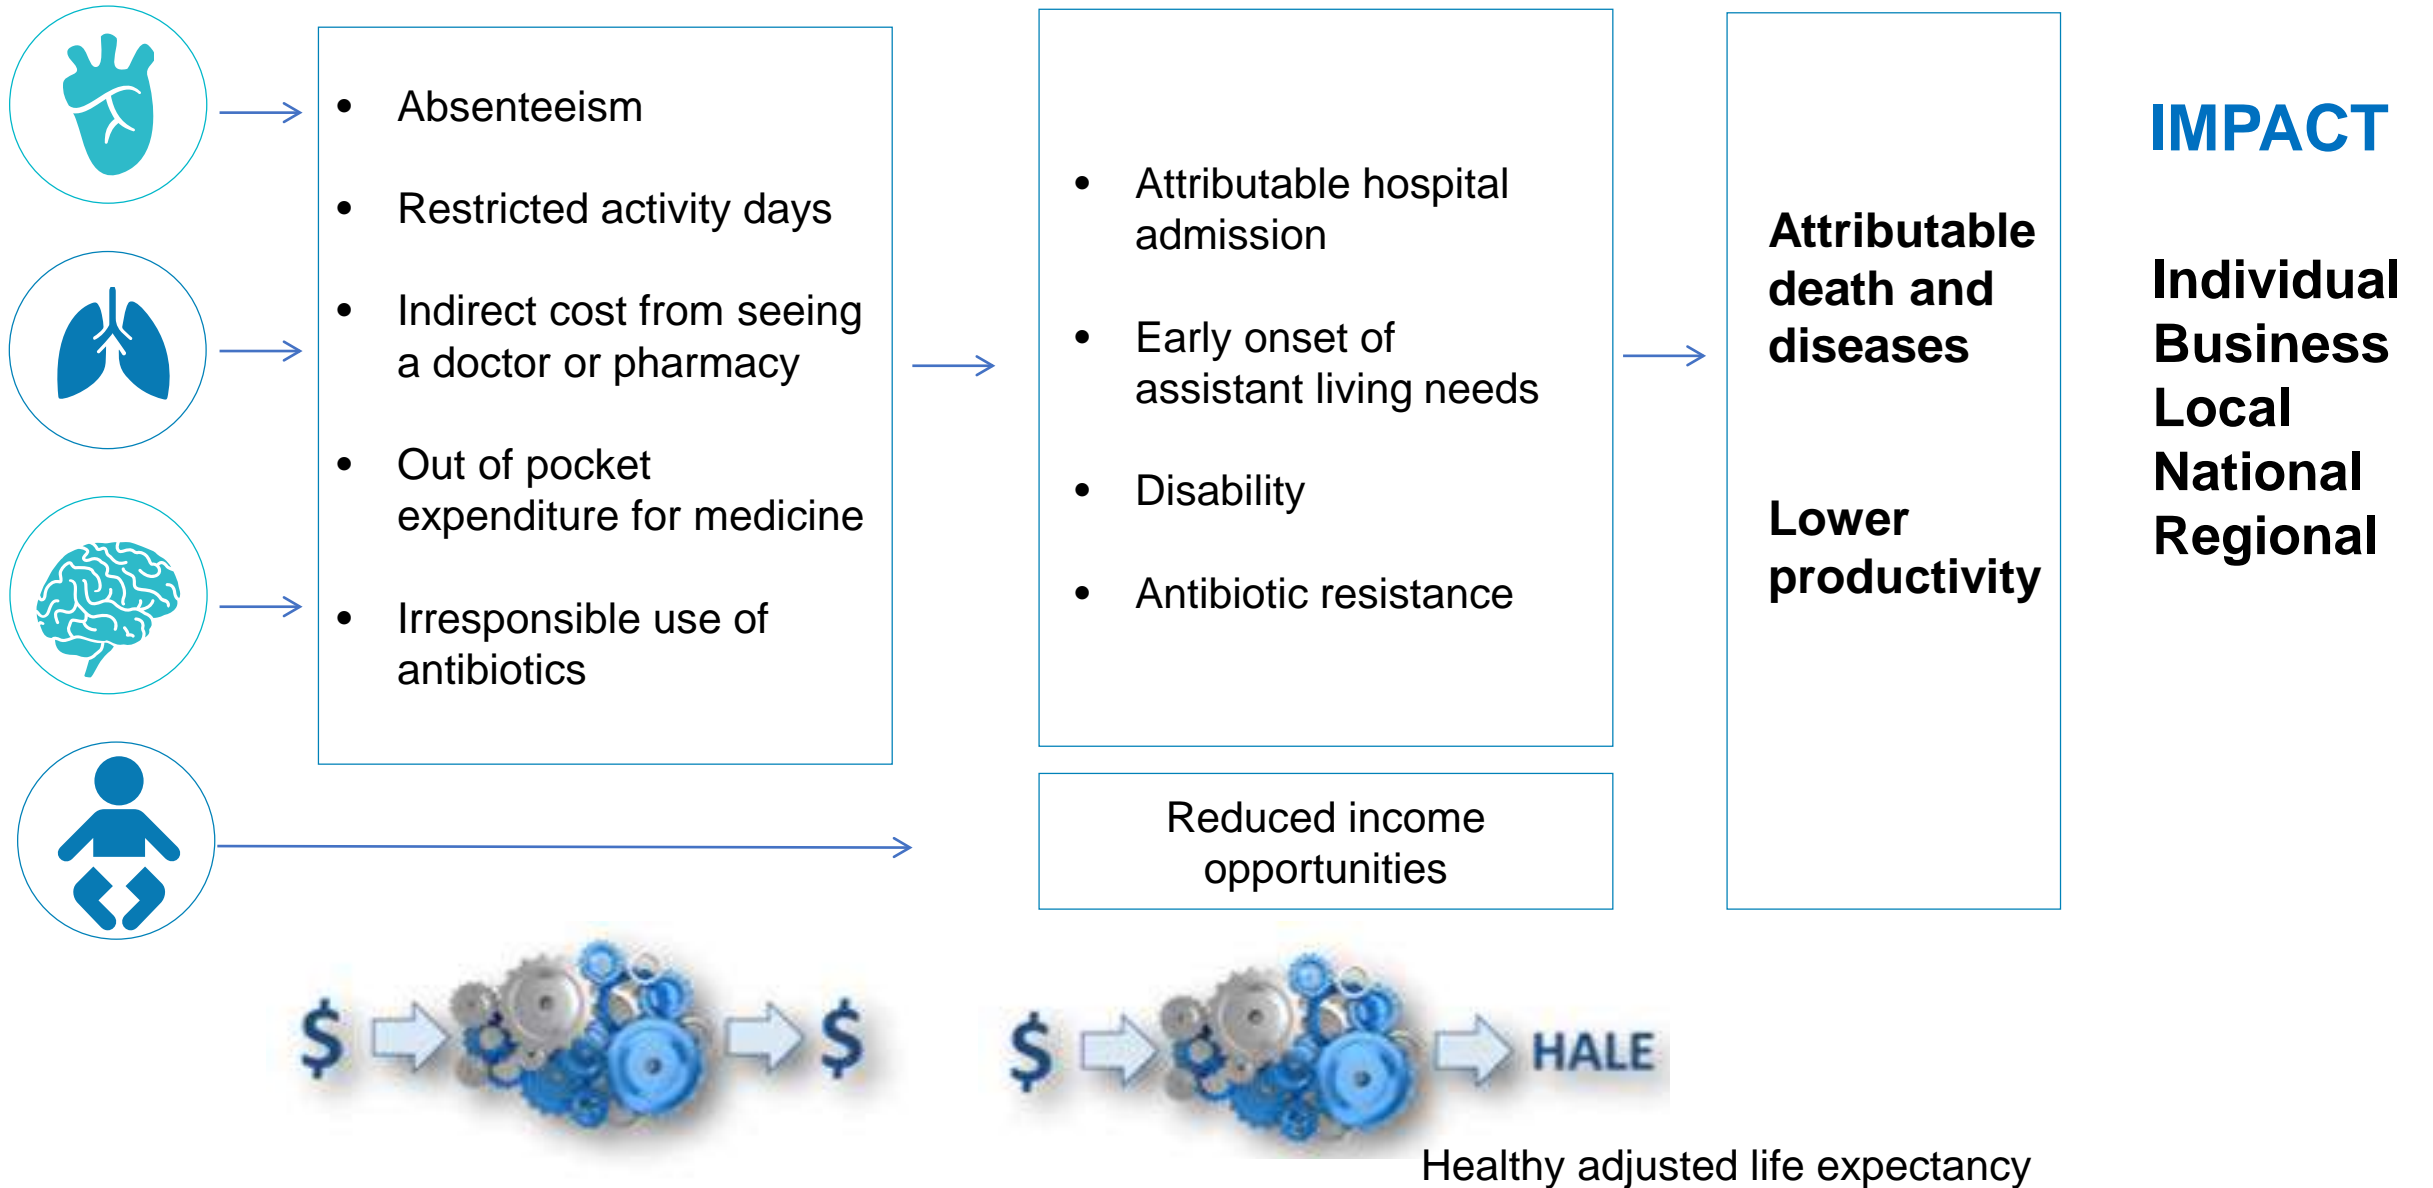 • Absenteeism
• Restricted activity days
• Indirect cost from seeing
a doctor or pharmacy
• Out of pocket
expenditure for medicine
• Irresponsible use of
antibiotics
• Attributable hospital
admission
• Early onset of
assistant living needs
• Disability
• Antibiotic resistance
Reduced income
opportunities
Attributable
death and
diseases
Lower
productivity
IMPACT
Individual
Business
Local
National
Regional
$ $
$ HALE
Healthy adjusted life expectancy